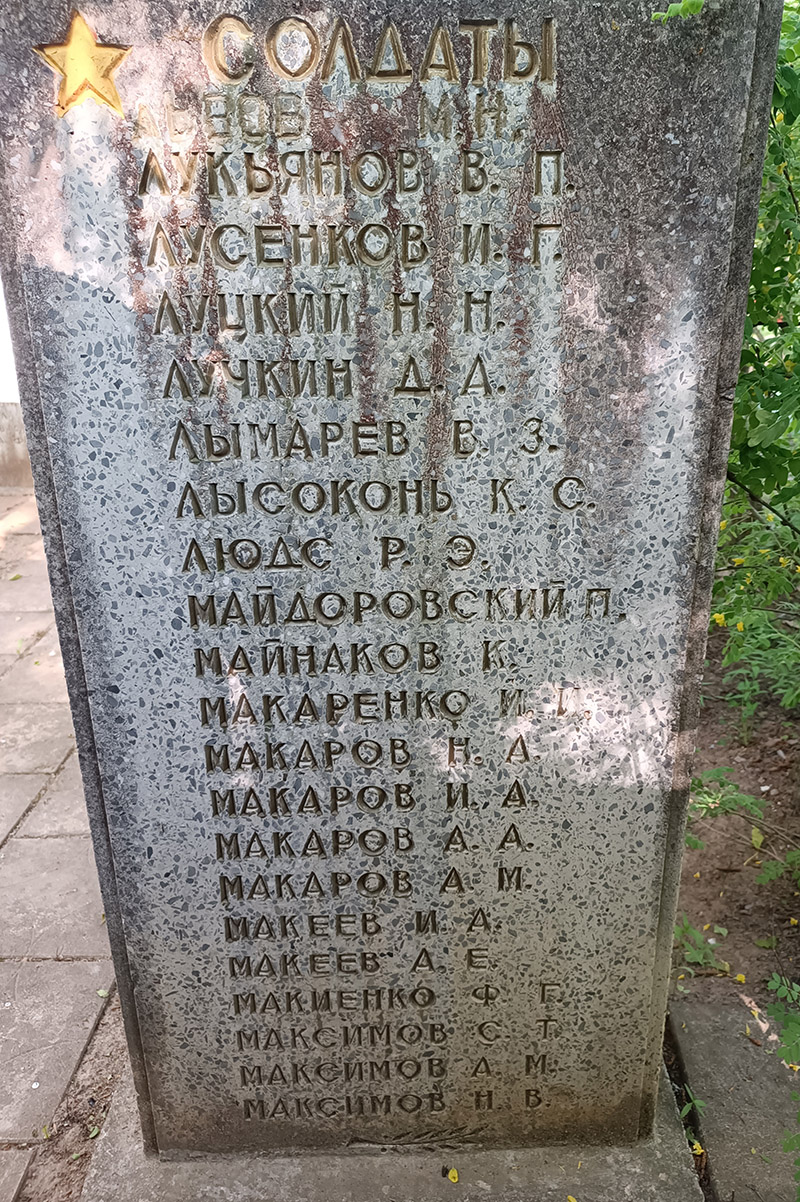 СОЛДАТЫ
ЛЬВОВ М. Н.
ЛУКЬЯНОВ В. П.
ЛУСЕНКОВ И. Г.
ЛУЦКИЙ Н. Н.
ЛУЧКИН Д. А.
ЛЫМАРЕВ В. З.
ЛЫСОКОНЬ К. С.
ЛЮДС Р. Э.
МАЙДОРОВСКИЙ П.
МАЙНАКОВ К.
МАКАРЕНКО И. И.
МАКАРОВ Н. А.
МАКАРОВ И. А.
МАКАРОВ А. А.
МАКАРОВ А. М.
МАКЕЕВ И. А.
МАКЕЕВ А. Е.
МАКИЕНКО Ф. Г.
МАКСИМОВ С. Т.
МАКСИМОВ А. М.
МАКСИМОВ Н. В.